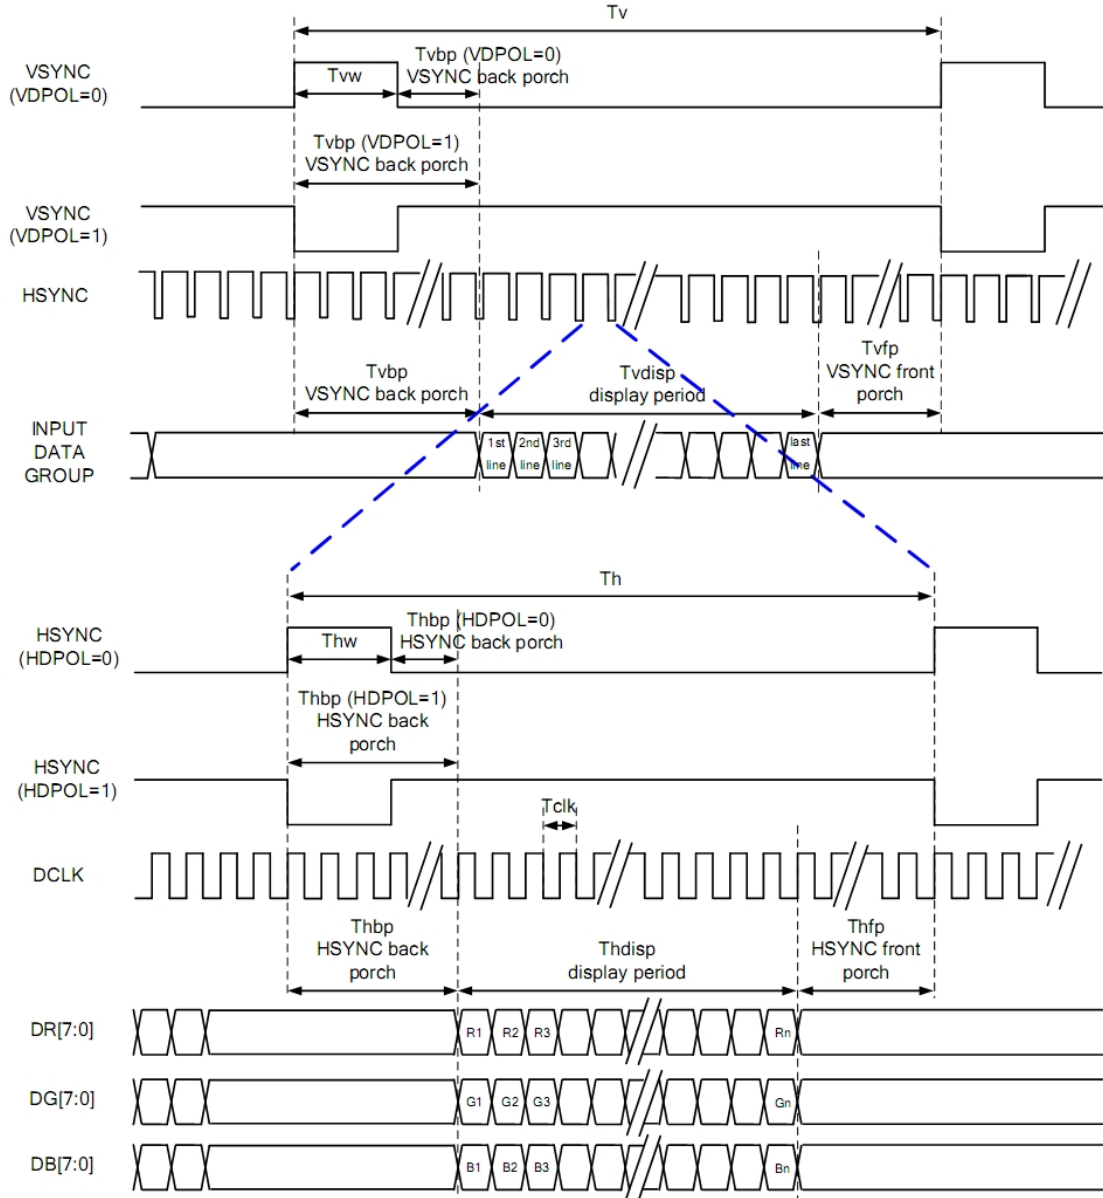 Tv
VSYNC
(VDPOL=0)
Tvw
Tvbp (VDPOL=0)
VSYNC back porch
Tvbp (VDPOL=1)
VSYNC back porch
VSYNC
(VDPOL=1)
HSYNC
Tvbp
VSYNC back porch
Tvdisp
display period
Tvfp
VSYNC front
porch
INPUT
DATA
GROUP
1st
line
2nd
line
3rd
line
last
line
Th
HSYNC
(HDPOL=0)
Thw
Thbp (HDPOL=0)
HSYNC back porch
Thbp (HDPOL=1)
HSYNC back
porch
HSYNC
(HDPOL=1)
Tclk
DCLK
Thbp
HSYNC back
porch
Thdisp
display period
Thfp
HSYNC front
porch
DR[7:0]
R1 R2 R3 Rn
DG[7:0]
G1 G2 G3 Gn
DB[7:0]
B1 B2 B3 Bn